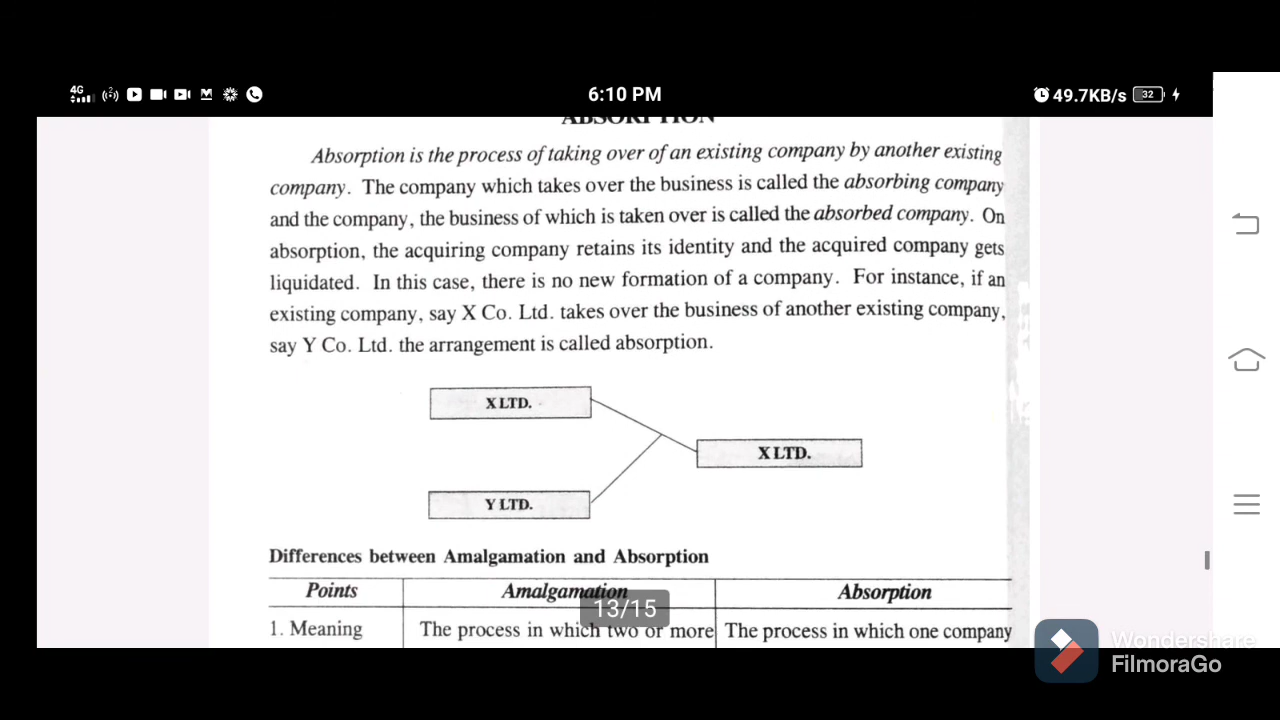 4G
6:10 PM
49.7KB/s 32
ABSORPTION
Absorption is the process of taking over of an existing company by another existing
company. The company which takes over the business is called the absorbing company
and the company, the business of which is taken over is called the absorbed company. On
absorption, the acquiring company retains its identity and the acquired company gets
liquidated. In this case, there is no new formation of a company. For instance, if an
existing company, say X Co. Ltd. takes over the business of another existing company,
say Y Co. Ltd. the arrangement is called absorption.
X LTD.
X LTD.
Y LTD.
Differences between Amalgamation and Absorption
Points Amalgamation Absorption
13/15
1. Meaning The process in which two or more The process in which one company
Wondershare
FilmoraGo